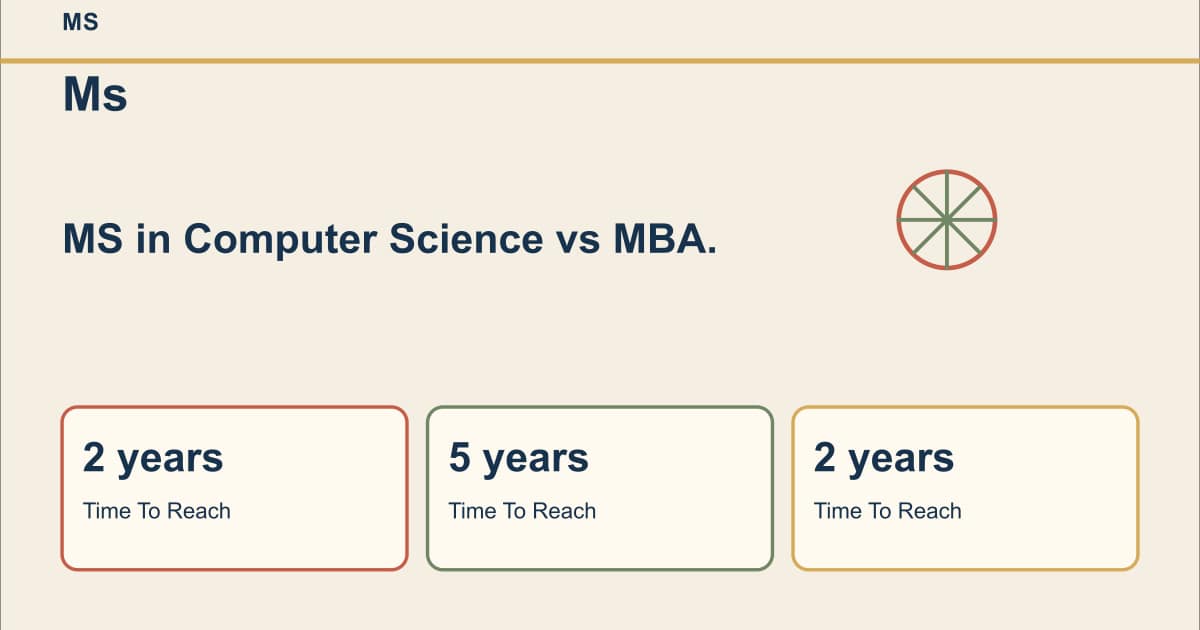 MS
Ms
MS in Computer Science vs MBA.
2 years
Time To Reach
5 years
Time To Reach
2 years
Time To Reach